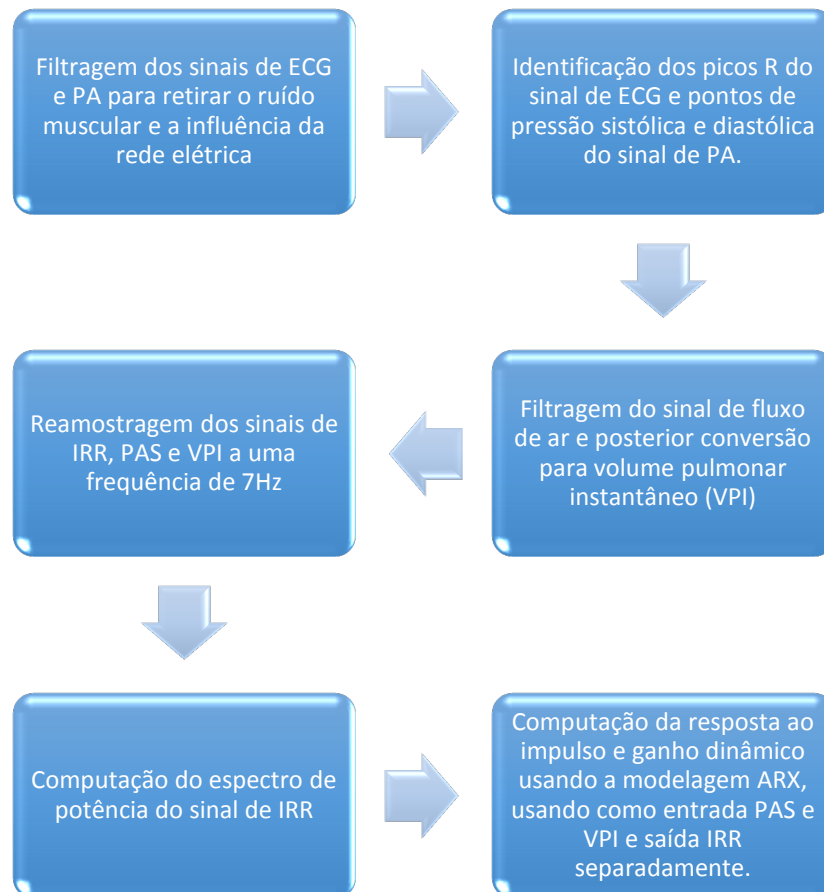 Filtragem dos sinais de ECG
e PA para retirar o ruído
muscular e a influência da
rede elétrica
Identificação dos picos R do
sinal de ECG e pontos de
pressão sistólica e diastólica
do sinal de PA.
Filtragem do sinal de fluxo
de ar e posterior conversão
para volume pulmonar
instantâneo (VPI)
Reamostragem dos sinais de
IRR, PAS e VPI a uma
frequência de 7Hz
Computação do espectro de
potência do sinal de IRR
Computação da resposta ao
impulso e ganho dinâmico
usando a modelagem ARX,
usando como entrada PAS e
VPI e saída IRR
separadamente.